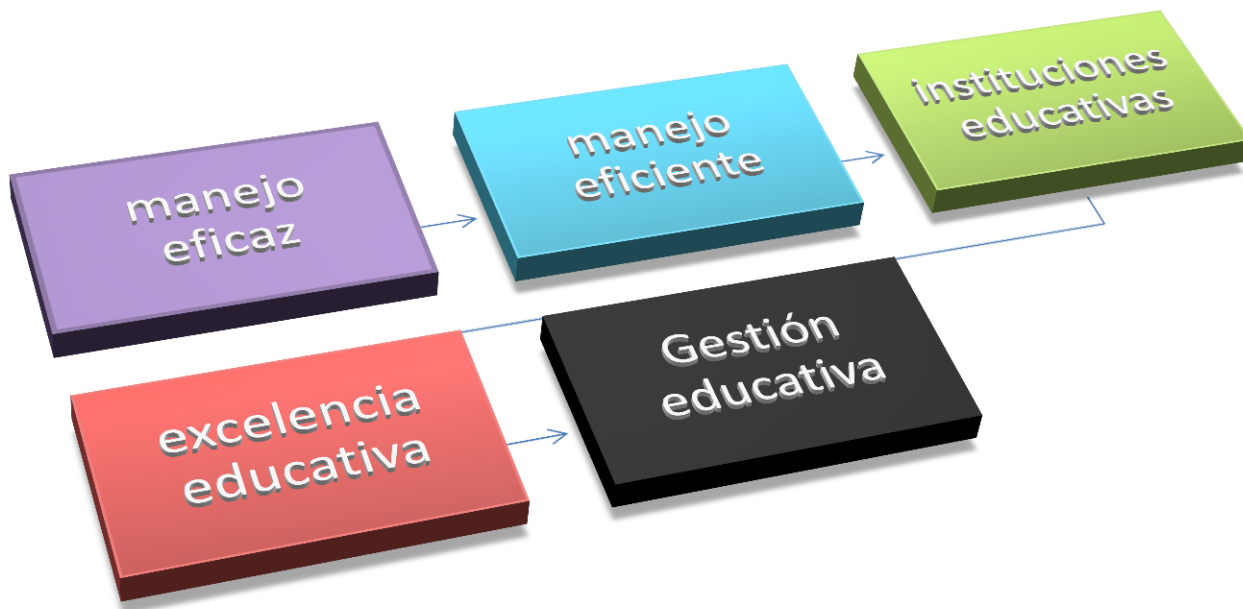 manejo
eficaz
manejo
eficiente
instituciones
educativas
excelencia
educativa
Gestión
educativa